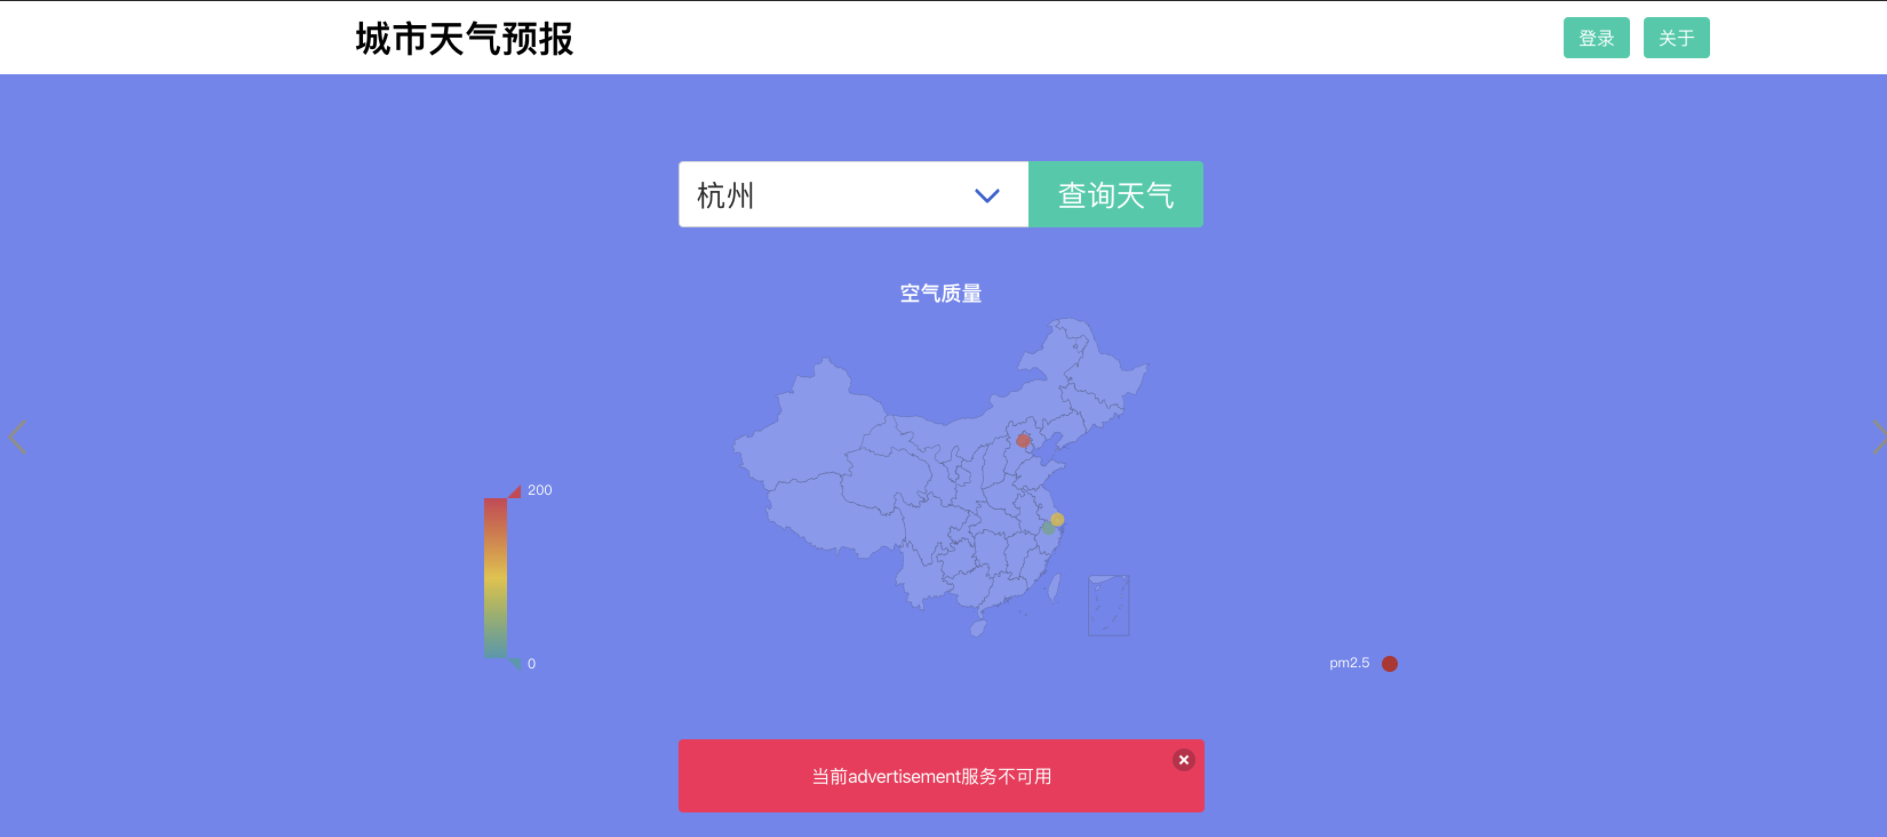 城市天气预报
登录
关于
杭州
查询天气
空气质量
200
0
pm2.5
当前advertisement服务不可用